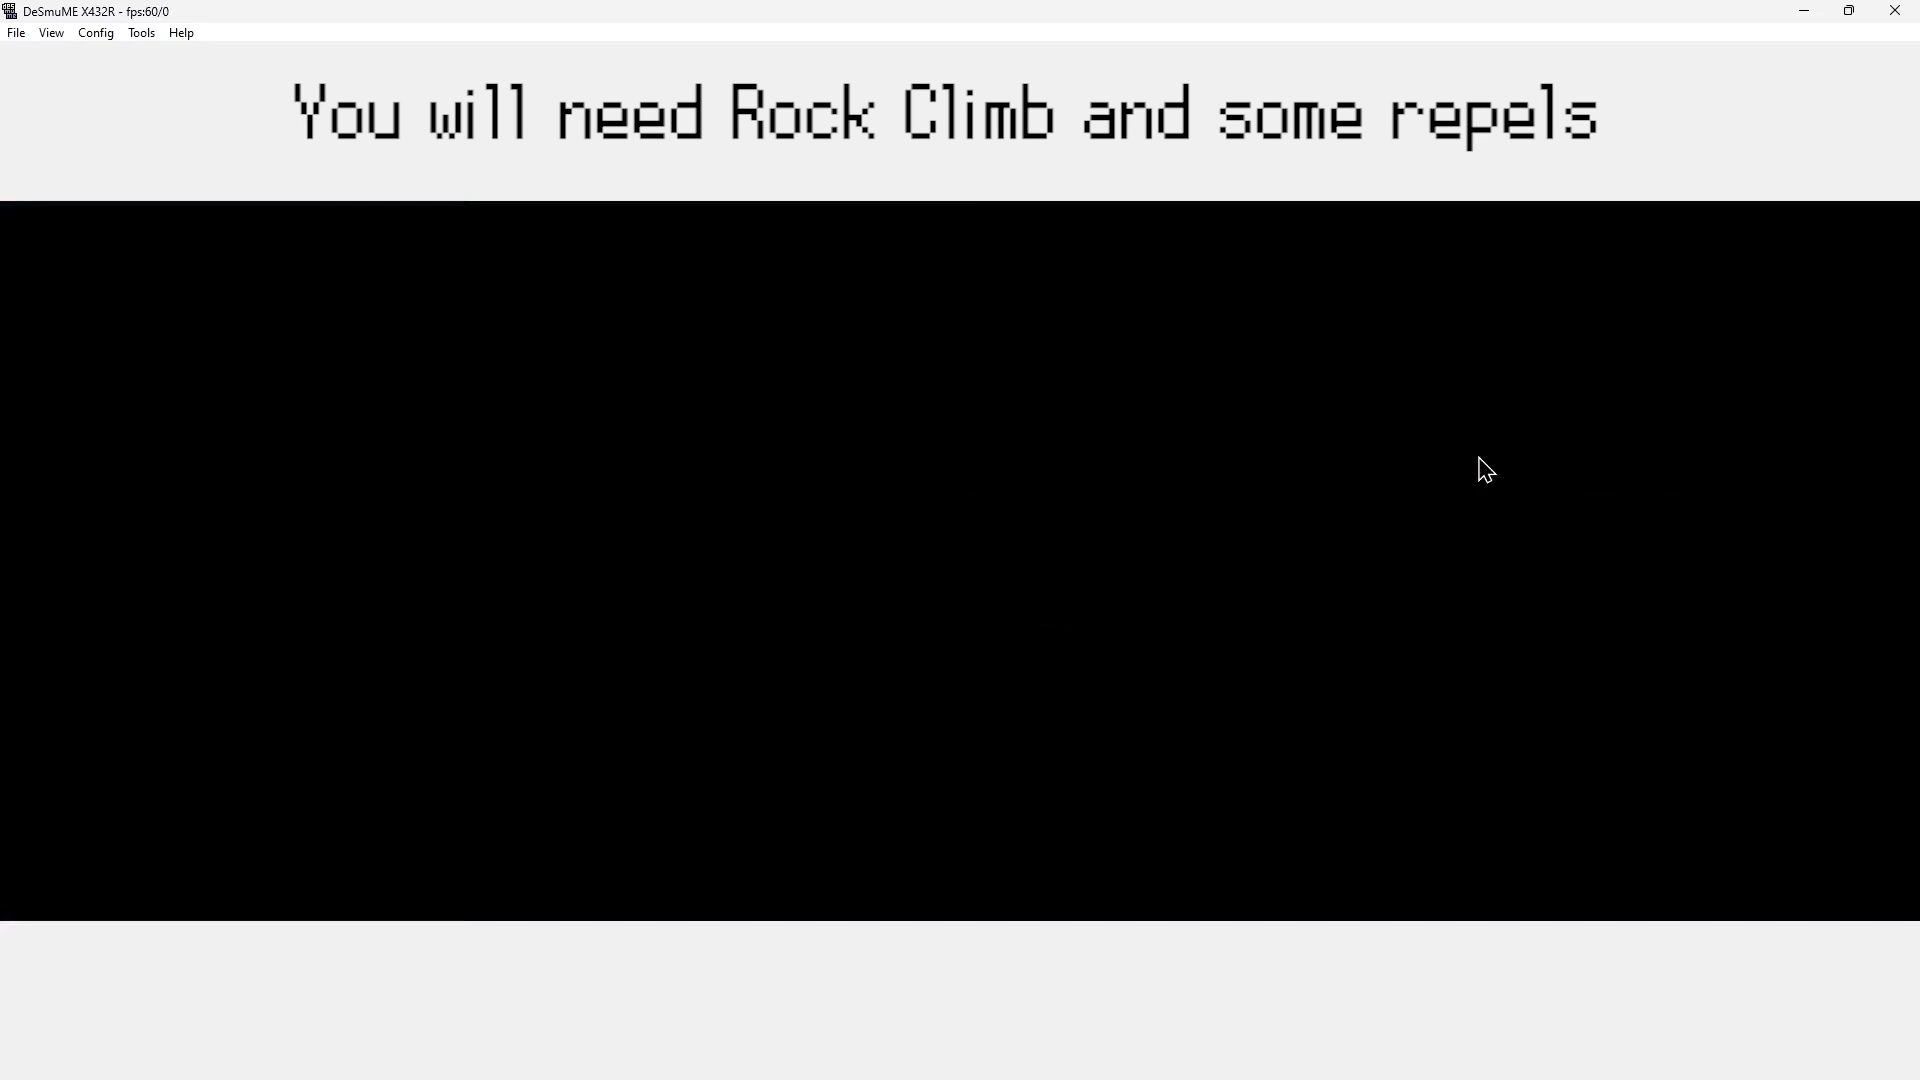 DeSmuME X432R - fps:60/0
File View Config Tools Help
You will need Rock Climb and some repels